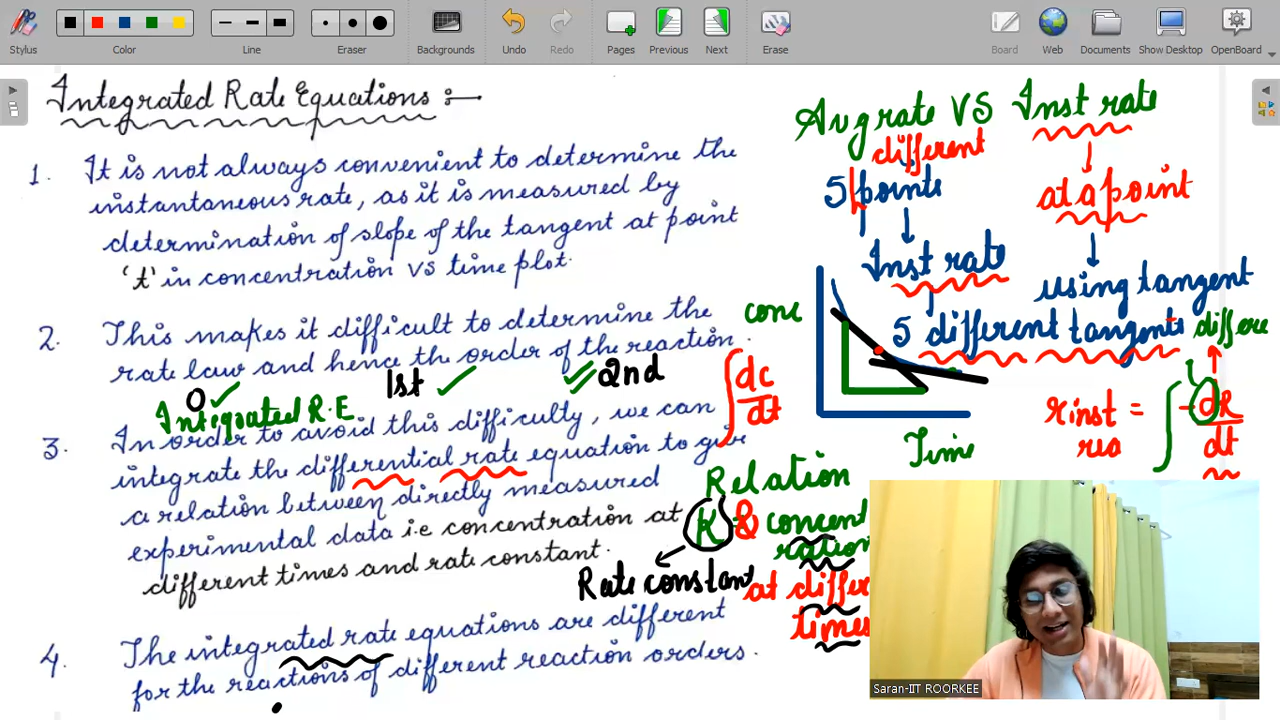 Stylus
Color
Line
Eraser
Backgrounds
Undo
Redo
Pages
Previous
Next
Erase
Board
Web
Documents
Show Desktop
OpenBoard
Integrated Rate Equations :-
1. It is not always convenient to determine the
instantaneous rate, as it is measured by
determination of slope of the tangent at point
't' in concentration vs time plot.
2. This makes it difficult to determine the
rate law and hence the order of the reaction.
0 1st 2nd
Integated R.E
3. In order to avoid this difficulty, we can
integrate the differential rate equation to give
a relation between directly measured
experimental data i.e concentration at
different times and rate constant.
4. The integrated rate equations are different
for the reactions of different reaction orders.
Avg rate VS Inst rate
different
5 points
Inst rate
5 different tangents
at a point
using tangent
differe
conc
Time
∫ dc
dt
r inst = ∫ - dR
dt
rea
Relation
K & concent
ration
at differe
times
Rate constant
Saran-IIT ROORKEE